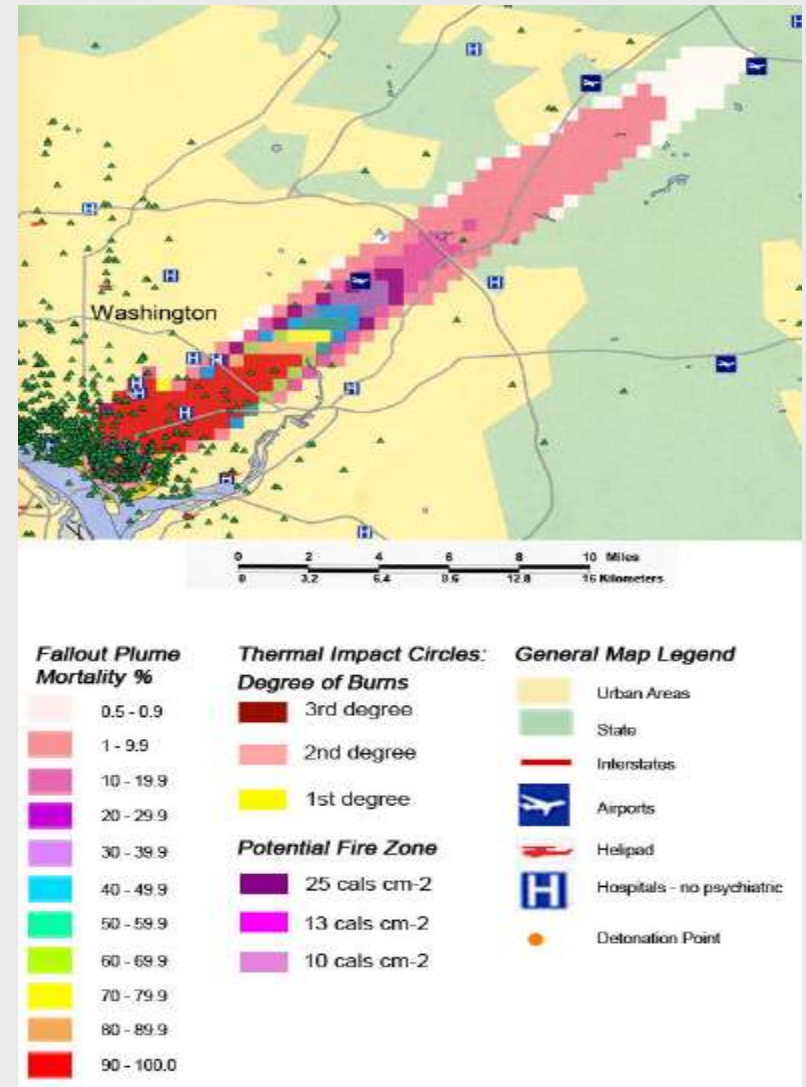 Washington
0 2 4 6 8 10 Miles
0 3.2 6.4 9.6 12.8 16 Kilometers
Fallout Plume
Mortality %
0.5 - 0.9
1 - 9.9
10 - 19.9
20 - 29.9
30 - 39.9
40 - 49.9
50 - 59.9
60 - 69.9
70 - 79.9
80 - 89.9
90 - 100.0
Thermal Impact Circles:
Degree of Burns
3rd degree
2nd degree
1st degree
Potential Fire Zone
25 cals cm-2
13 cals cm-2
10 cals cm-2
General Map Legend
Urban Areas
State
Interstates
Airports
Helipad
H Hospitals - no psychiatric
Detonation Point